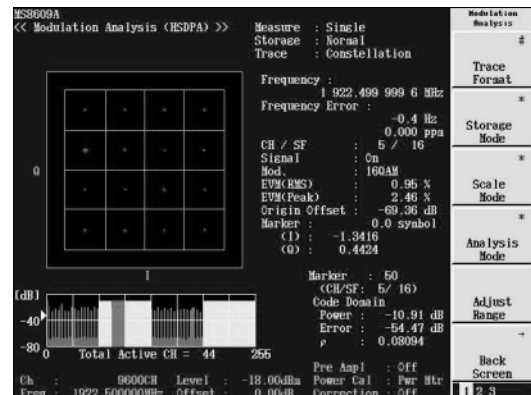 MS8609A
<< Modulation Analysis (HSDPA) >>
Measure : Single
Storage : Normal
Trace : Constellation
Frequency :
1 922.499 999 6 MHz
Frequency Error :
-0.4 Hz
0.000 ppm
CH / SF : 5 / 16
Signal : On
Mod. : 16QAM
EVM(RMS) : 0.95 %
EVM(Peak) : 2.46 %
Origin Offset : -69.36 dB
Marker : 0.0 symbol
(I) : -1.3416
(Q) : 0.4424
Q
I
Marker : 50
(CH/SF: 5/ 16)
Code Domain
Power : -10.91 dB
Error : -54.47 dB
ρ : 0.08094
[dB]
-40
-80
0 Total Active CH = 44 255
Pre Ampl : Off
Ch : 9600CH Level : -18.00dBm Power Cal : Pwr Mtr
Freq : 1922.500000MHz Offset : 0.00dB Correction : Off
Modulation
Analysis
#
Trace
Format
*
Storage
Mode
*
Scale
Mode
*
Analysis
Mode
Adjust
Range
→
Back
Screen
1 2 3